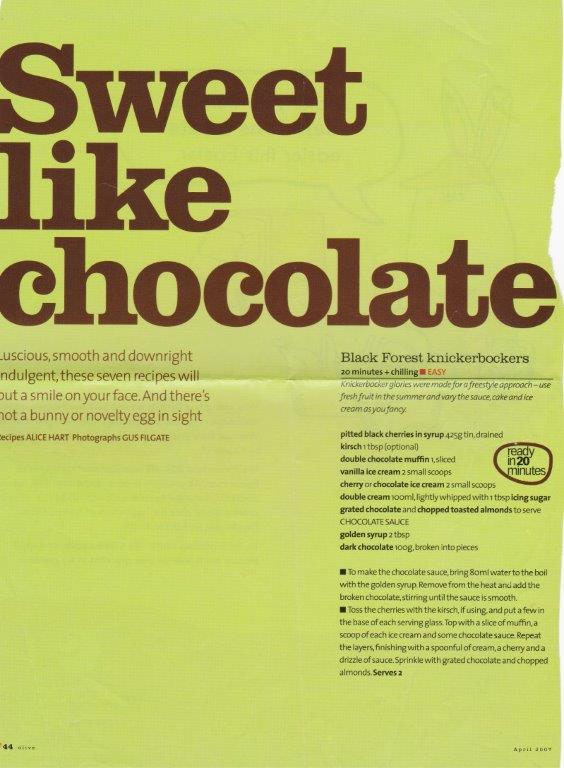 Sweet
like
chocolate
Luscious, smooth and downright
indulgent, these seven recipes will
put a smile on your face. And there's
not a bunny or novelty egg in sight
Recipes ALICE HART Photographs GUS FILGATE
Black Forest knickerbockers
20 minutes + chilling ■ EASY
Knickerbocker glories were made for a freestyle approach – use
fresh fruit in the summer and vary the sauce, cake and ice
cream as you fancy.
pitted black cherries in syrup 425g tin, drained
kirsch 1 tbsp (optional)
double chocolate muffin 1, sliced
vanilla ice cream 2 small scoops
cherry or chocolate ice cream 2 small scoops
double cream 100ml, lightly whipped with 1 tbsp icing sugar
grated chocolate and chopped toasted almonds to serve
CHOCOLATE SAUCE
golden syrup 2 tbsp
dark chocolate 100g, broken into pieces
ready
in 20
minutes
■ To make the chocolate sauce, bring 80ml water to the boil
with the golden syrup. Remove from the heat and add the
broken chocolate, stirring until the sauce is smooth.
■ Toss the cherries with the kirsch, if using, and put a few in
the base of each serving glass. Top with a slice of muffin, a
scoop of each ice cream and some chocolate sauce. Repeat
the layers, finishing with a spoonful of cream, a cherry and a
drizzle of sauce. Sprinkle with grated chocolate and chopped
almonds. Serves 2
44 olive
April 2007